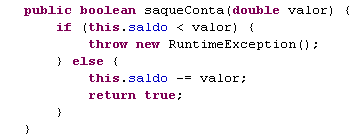 public boolean saqueConta(double valor) {
    if (this.saldo < valor) {
        throw new RuntimeException();
    } else {
        this.saldo -= valor;
        return true;
    }
}